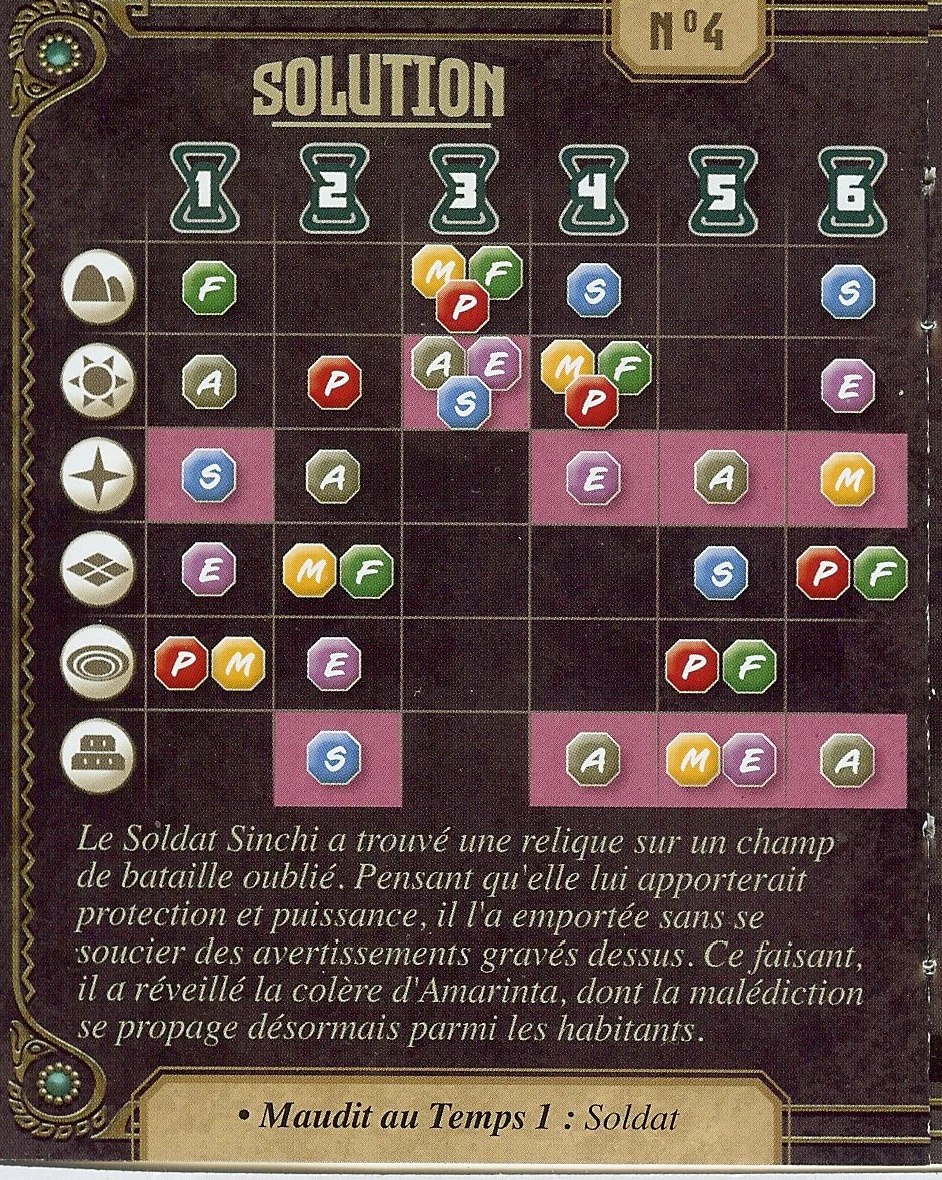 N°4
SOLUTION
1 2 3 4 5 6
F M F P S S
A P A E S M F P E
S A E A M
E M F S P F
P M E P F
S A M E A
Le Soldat Sinchi a trouvé une relique sur un champ
de bataille oublié. Pensant qu'elle lui apporterait
protection et puissance, il l'a emportée sans se
soucier des avertissements gravés dessus. Ce faisant,
il a réveillé la colère d'Amarinta, dont la malédiction
se propage désormais parmi les habitants.
• Maudit au Temps 1 : Soldat